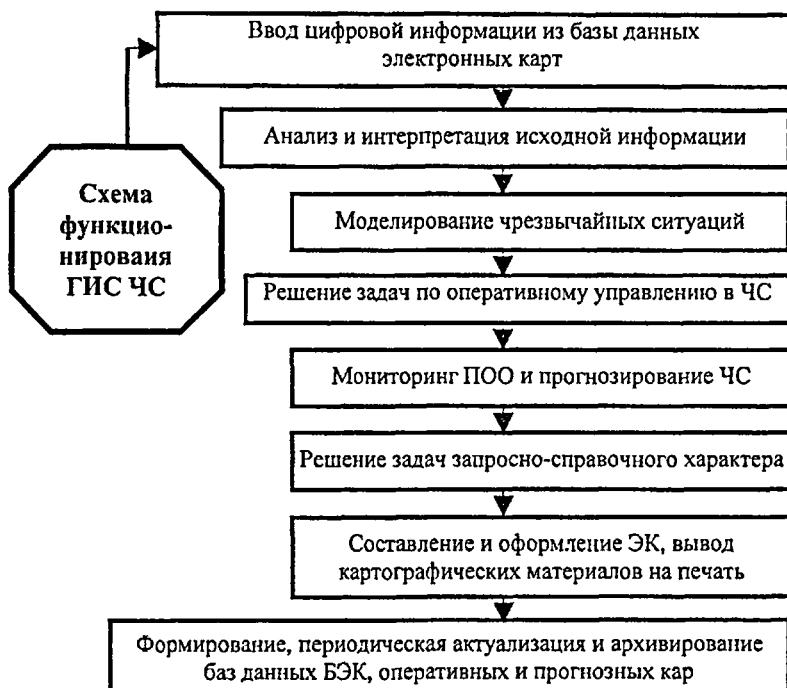 Ввод цифровой информации из базы данных
электронных карт
Анализ и интерпретация исходной информации
Схема
функцио-
нироваия
ГИС ЧС
Моделирование чрезвычайных ситуаций
Решение задач по оперативному управлению в ЧС
Мониторинг ПОО и прогнозирование ЧС
Решение задач запросно-справочного характера
Составление и оформление ЭК, вывод
картографических материалов на печать
Формирование, периодическая актуализация и архивирование
баз данных БЭК, оперативных и прогнозных кар